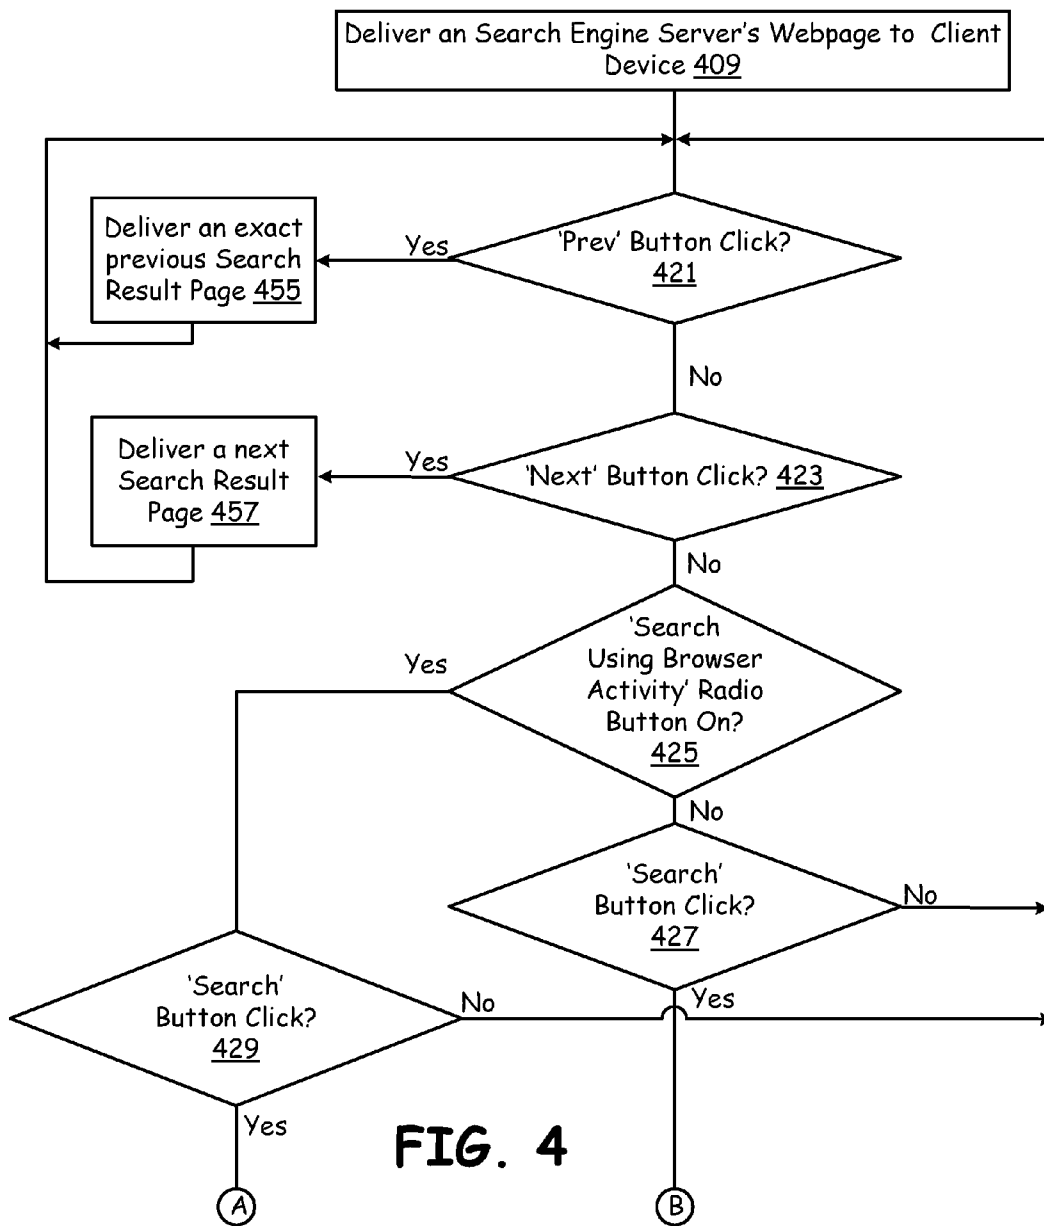 Deliver an Search Engine Server's Webpage to Client
Device 409
Deliver an exact
previous Search
Result Page 455
Yes
'Prev' Button Click?
421
No
Deliver a next
Search Result
Page 457
Yes
'Next' Button Click? 423
No
Yes
'Search
Using Browser
Activity' Radio
Button On?
425
No
'Search'
Button Click?
427
No
Yes
'Search'
Button Click?
429
No
Yes
FIG. 4
A
B